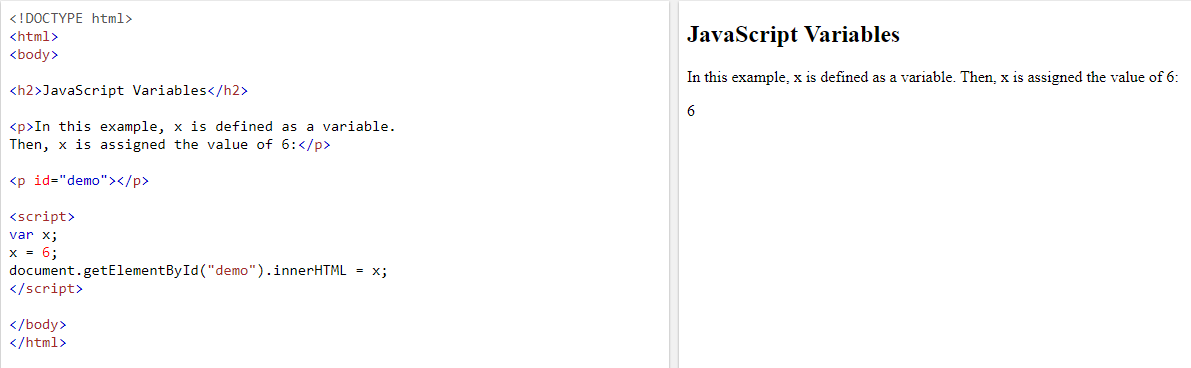 <!DOCTYPE html>
<html>
<body>
<h2>JavaScript Variables</h2>
<p>In this example, x is defined as a variable.
Then, x is assigned the value of 6:</p>
<p id="demo"></p>
<script>
var x;
x = 6;
document.getElementById("demo").innerHTML = x;
</script>
</body>
</html>
JavaScript Variables
In this example, x is defined as a variable. Then, x is assigned the value of 6:
6